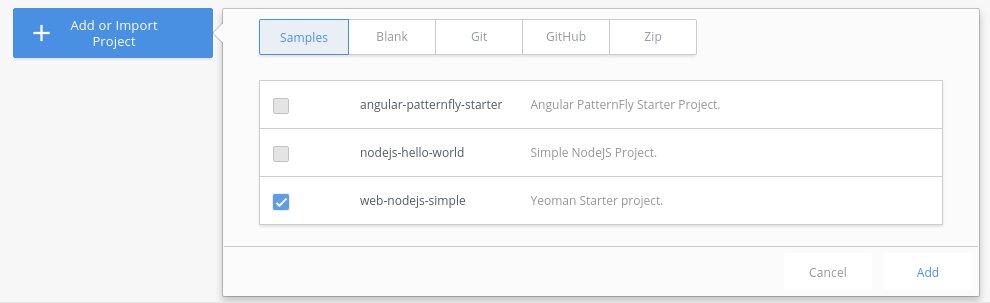 Add or Import
Project
Samples Blank Git GitHub Zip
angular-patternfly-starter Angular PatternFly Starter Project.
nodejs-hello-world Simple NodeJS Project.
web-nodejs-simple Yeoman Starter project.
Cancel Add